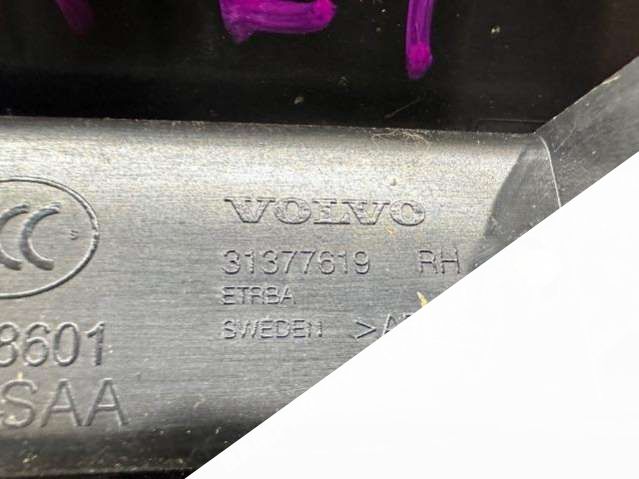 VOLVO
31377619 RH
ETRBA
SWEDEN
8601
SAA